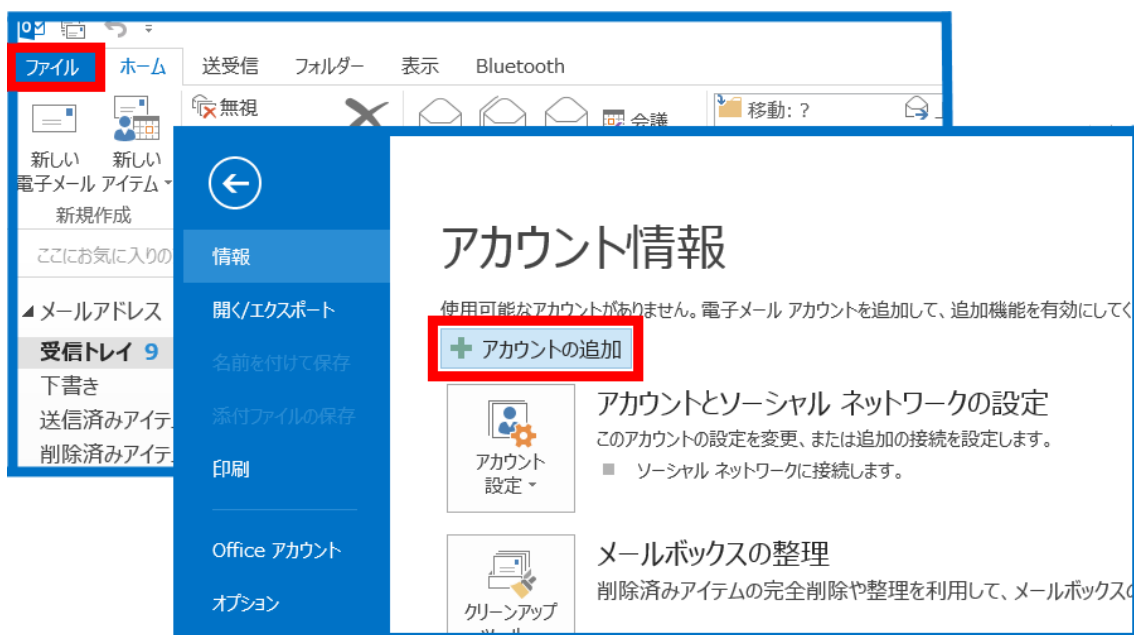 ファイル ホーム 送受信 フォルダー 表示 Bluetooth
無視
会議
移動: ?
新しい
電子メール
新しい
アイテム
新規作成
ここにお気に入りの
メールアドレス
受信トレイ 9
下書き
送信済みアイテ
削除済みアイテ
情報
開く/エクスポート
名前を付けて保存
添付ファイルの保存
印刷
Office アカウント
オプション
アカウント情報
使用可能なアカウントがありません。電子メール アカウントを追加して、追加機能を有効にしてく
アカウントの追加
アカウント
設定
アカウントとソーシャル ネットワークの設定
このアカウントの設定を変更、または追加の接続を設定します。
ソーシャル ネットワークに接続します。
クリーンアップ
メールボックスの整理
削除済みアイテムの完全削除や整理を利用して、メールボックスの